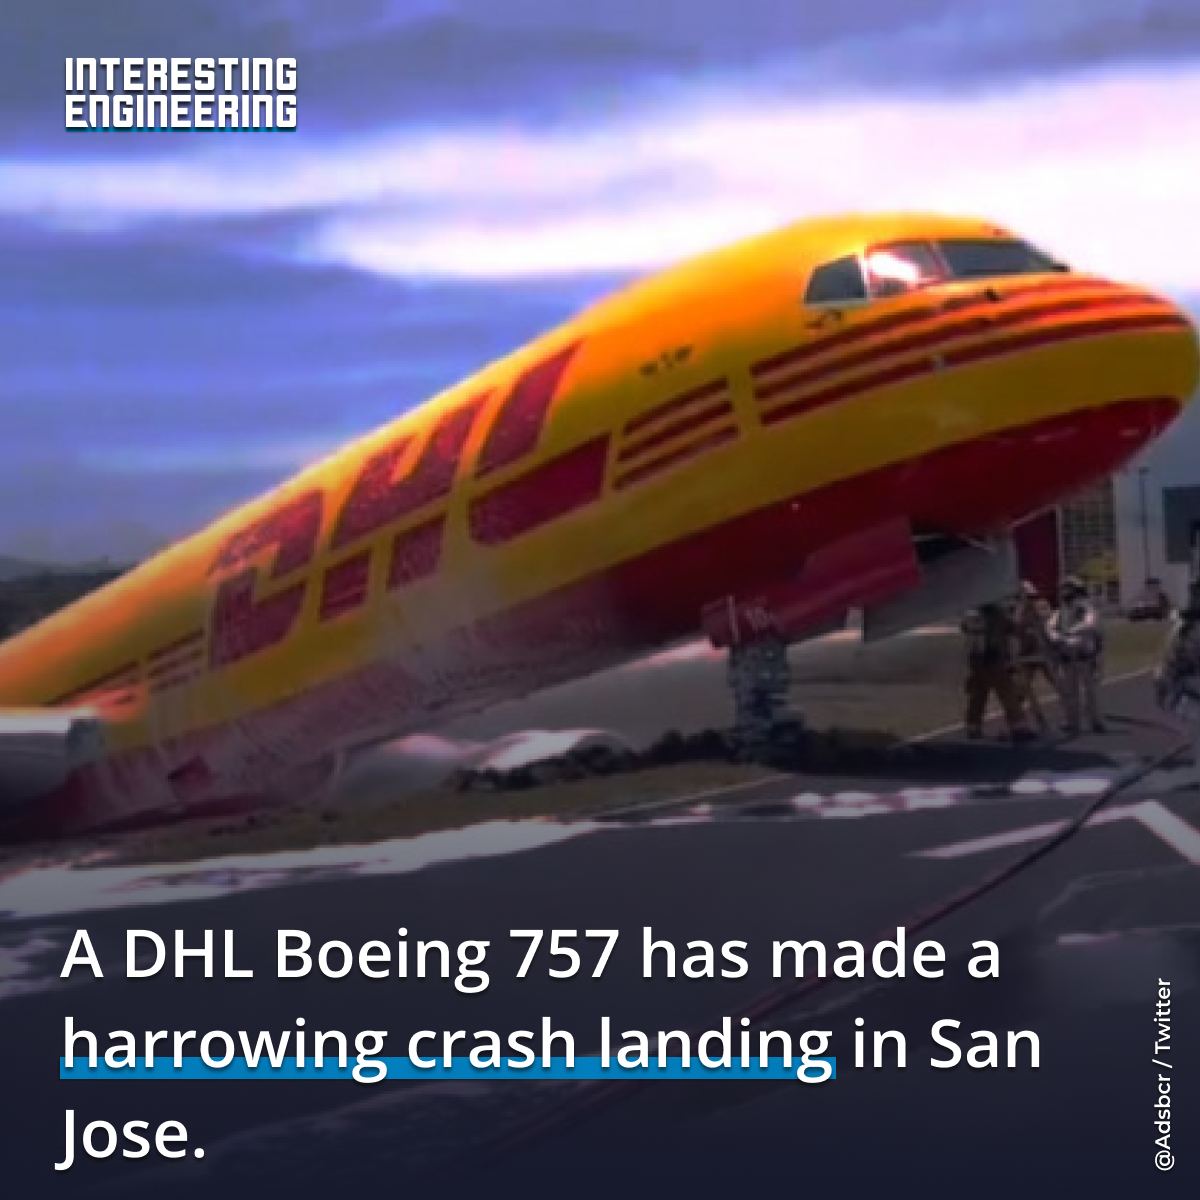 INTERESTING
ENGINEERING
DHL
A DHL Boeing 757 has made a
harrowing crash landing in San
Jose.
@Adsbcr / Twitter